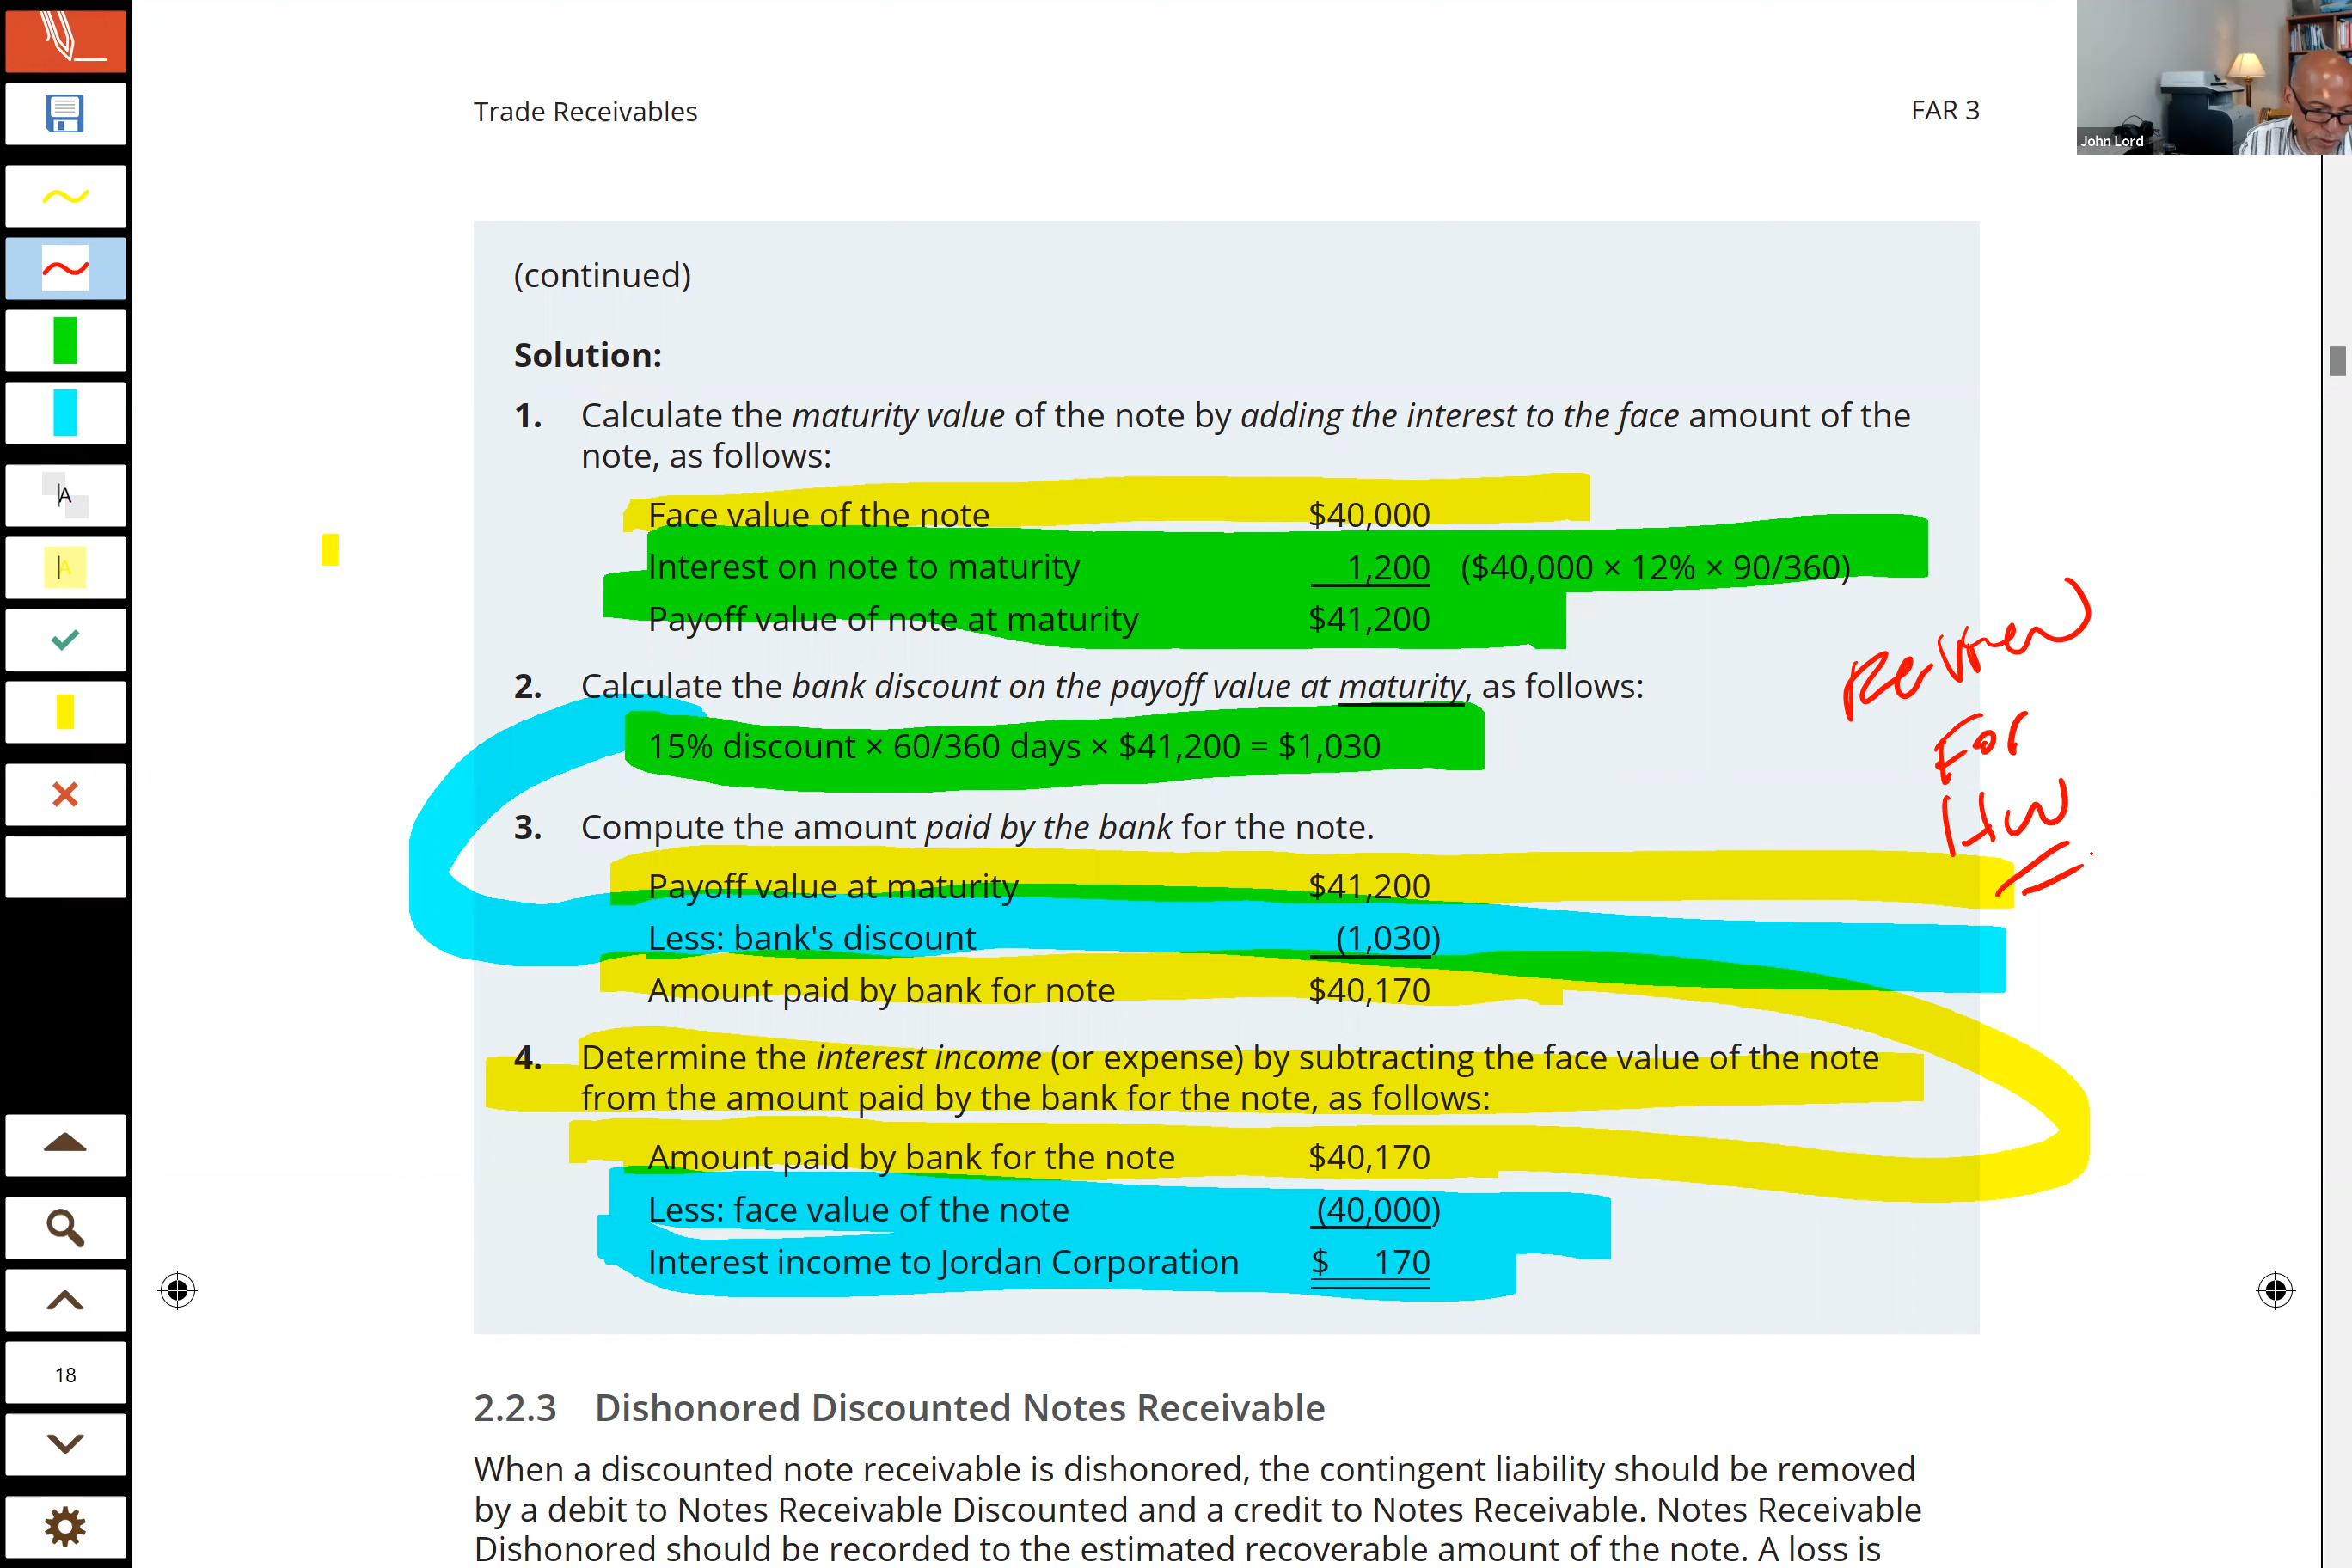 Trade Receivables
FAR 3
John Lord
(continued)
Solution:
1. Calculate the maturity value of the note by adding the interest to the face amount of the
note, as follows:
Face value of the note $40,000
Interest on note to maturity 1,200 ($40,000 × 12% × 90/360)
Payoff value of note at maturity $41,200
2. Calculate the bank discount on the payoff value at maturity, as follows:
15% discount × 60/360 days × $41,200 = $1,030
3. Compute the amount paid by the bank for the note.
Payoff value at maturity $41,200
Less: bank's discount (1,030)
Amount paid by bank for note $40,170
4. Determine the interest income (or expense) by subtracting the face value of the note
from the amount paid by the bank for the note, as follows:
Amount paid by bank for the note $40,170
Less: face value of the note (40,000)
Interest income to Jordan Corporation $ 170
Review
For
HW
2.2.3 Dishonored Discounted Notes Receivable
When a discounted note receivable is dishonored, the contingent liability should be removed
by a debit to Notes Receivable Discounted and a credit to Notes Receivable. Notes Receivable
Dishonored should be recorded to the estimated recoverable amount of the note. A loss is
A
A
18